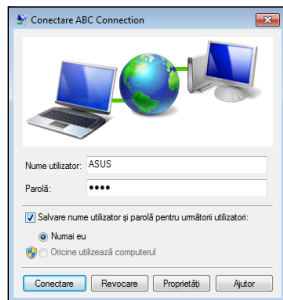 Conectare ABC Connection
Nume utilizator: ASUS
Parolă: ••••
Salvare nume utilizator și parolă pentru următorii utilizatori:
Numai eu
Oricine utilizează computerul
Conectare Revocare Proprietăți Ajutor